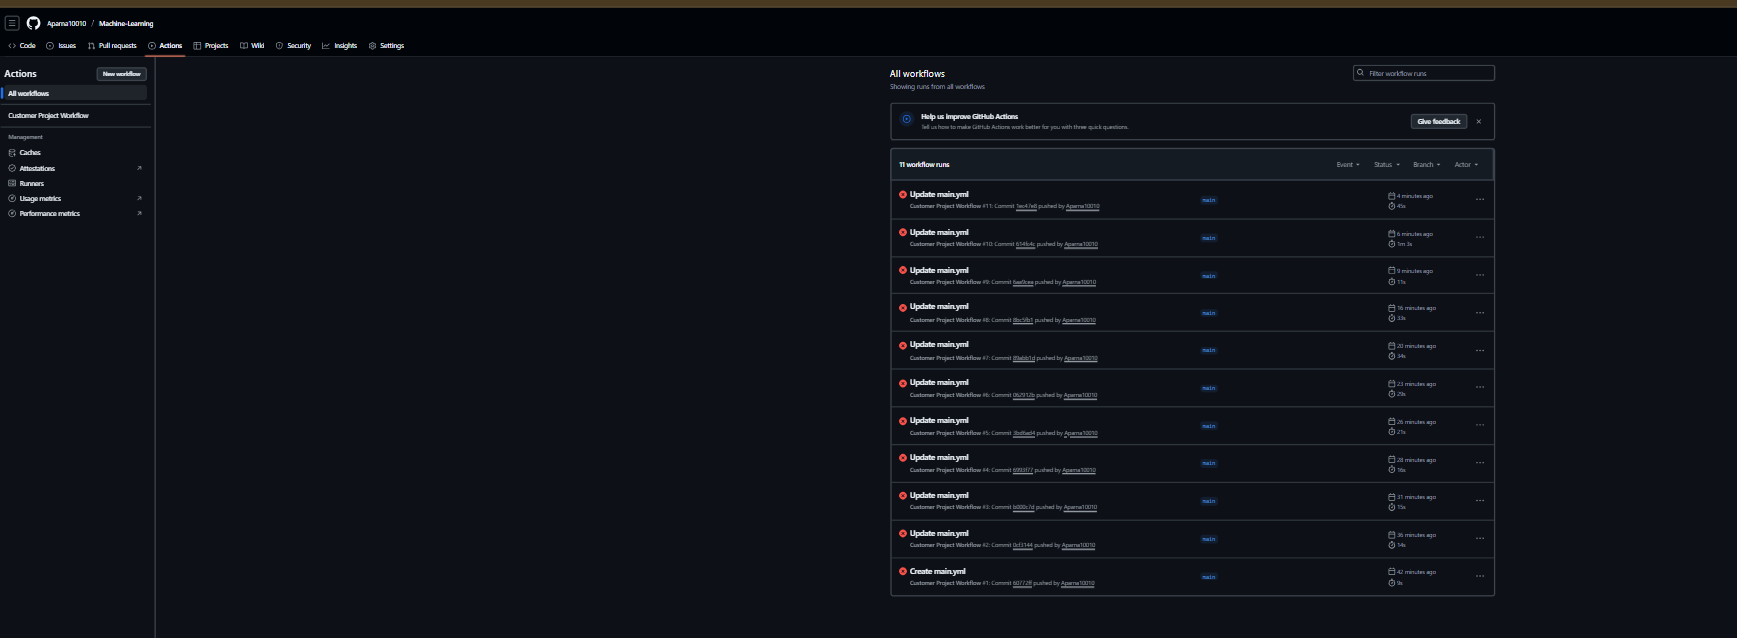 Aparna10010 / Machine-Learning
Code Issues Pull requests Actions Projects Wiki Security Insights Settings
Actions
New workflow
All workflows
Customer Project Workflow
Management
Caches
Attestations
Runners
Usage metrics
Performance metrics
All workflows
Showing runs from all workflows
Filter workflow runs
Help us improve GitHub Actions
Tell us how to make GitHub Actions work better for you with three quick questions.
Give feedback
11 workflow runs
Event Status Branch Actor
Update main.yml
Customer Project Workflow #11: Commit 1ec47e8 pushed by Aparna10010
main
4 minutes ago
45s
Update main.yml
Customer Project Workflow #10: Commit pushed by Aparna10010
main
6 minutes ago
1m 3s
Update main.yml
Customer Project Workflow #9: Commit pushed by Aparna10010
main
9 minutes ago
11s
Update main.yml
Customer Project Workflow #8: Commit pushed by Aparna10010
main
16 minutes ago
33s
Update main.yml
Customer Project Workflow #7: Commit pushed by Aparna10010
main
20 minutes ago
34s
Update main.yml
Customer Project Workflow #6: Commit 062912b pushed by Aparna10010
main
23 minutes ago
29s
Update main.yml
Customer Project Workflow #5: Commit pushed by Aparna10010
main
26 minutes ago
21s
Update main.yml
Customer Project Workflow #4: Commit pushed by Aparna10010
main
28 minutes ago
16s
Update main.yml
Customer Project Workflow #3: Commit pushed by Aparna10010
main
31 minutes ago
15s
Update main.yml
Customer Project Workflow #2: Commit 0cf3144 pushed by Aparna10010
main
36 minutes ago
14s
Create main.yml
Customer Project Workflow #1: Commit 60772ff pushed by Aparna10010
main
42 minutes ago
9s